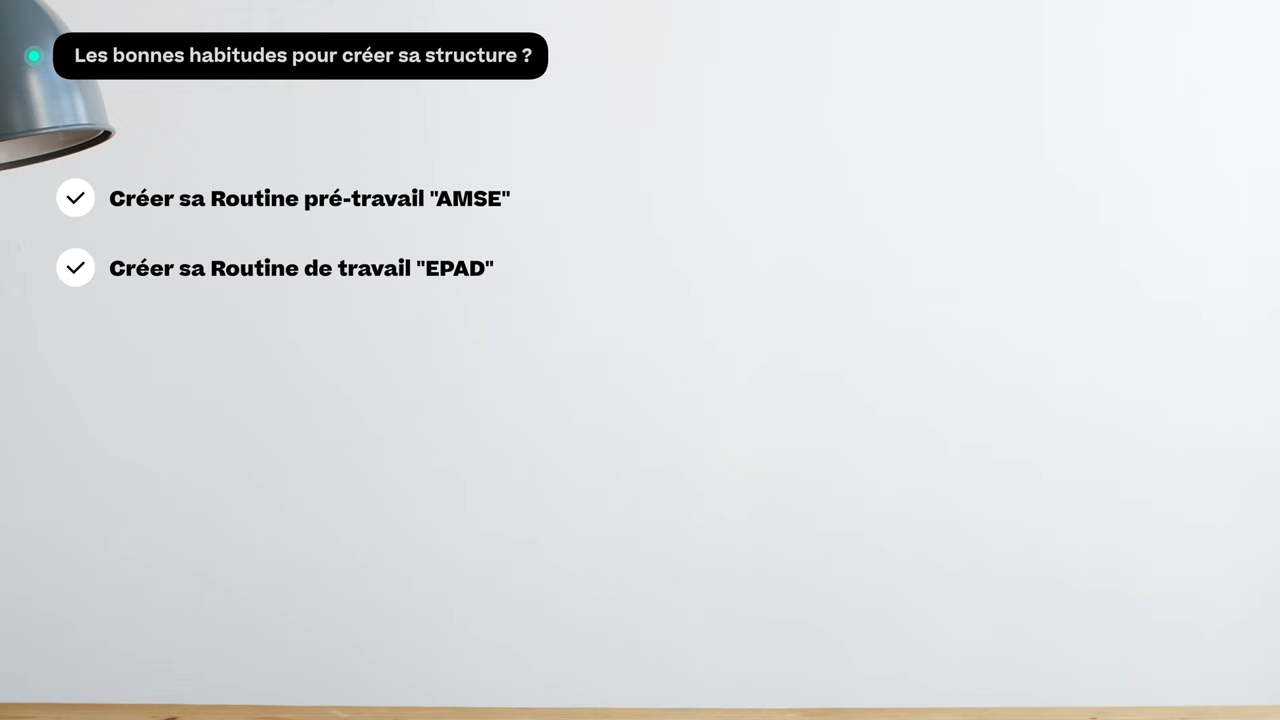 Les bonnes habitudes pour créer sa structure ?
Créer sa Routine pré-travail "AMSE"
Créer sa Routine de travail "EPAD"